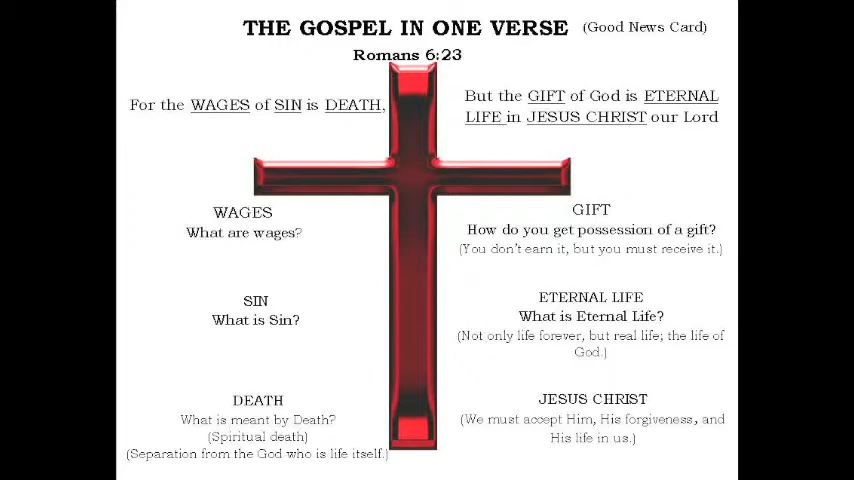 THE GOSPEL IN ONE VERSE (Good News Card)
Romans 6:23
For the WAGES of SIN is DEATH,
But the GIFT of God is ETERNAL
LIFE in JESUS CHRIST our Lord
WAGES
What are wages?
SIN
What is Sin?
DEATH
What is meant by Death?
(Spiritual death)
(Separation from the God who is life itself.)
GIFT
How do you get possession of a gift?
(You don't earn it, but you must receive it.)
ETERNAL LIFE
What is Eternal Life?
(Not only life forever, but real life; the life of
God.)
JESUS CHRIST
(We must accept Him, His forgiveness, and
His life in us.)